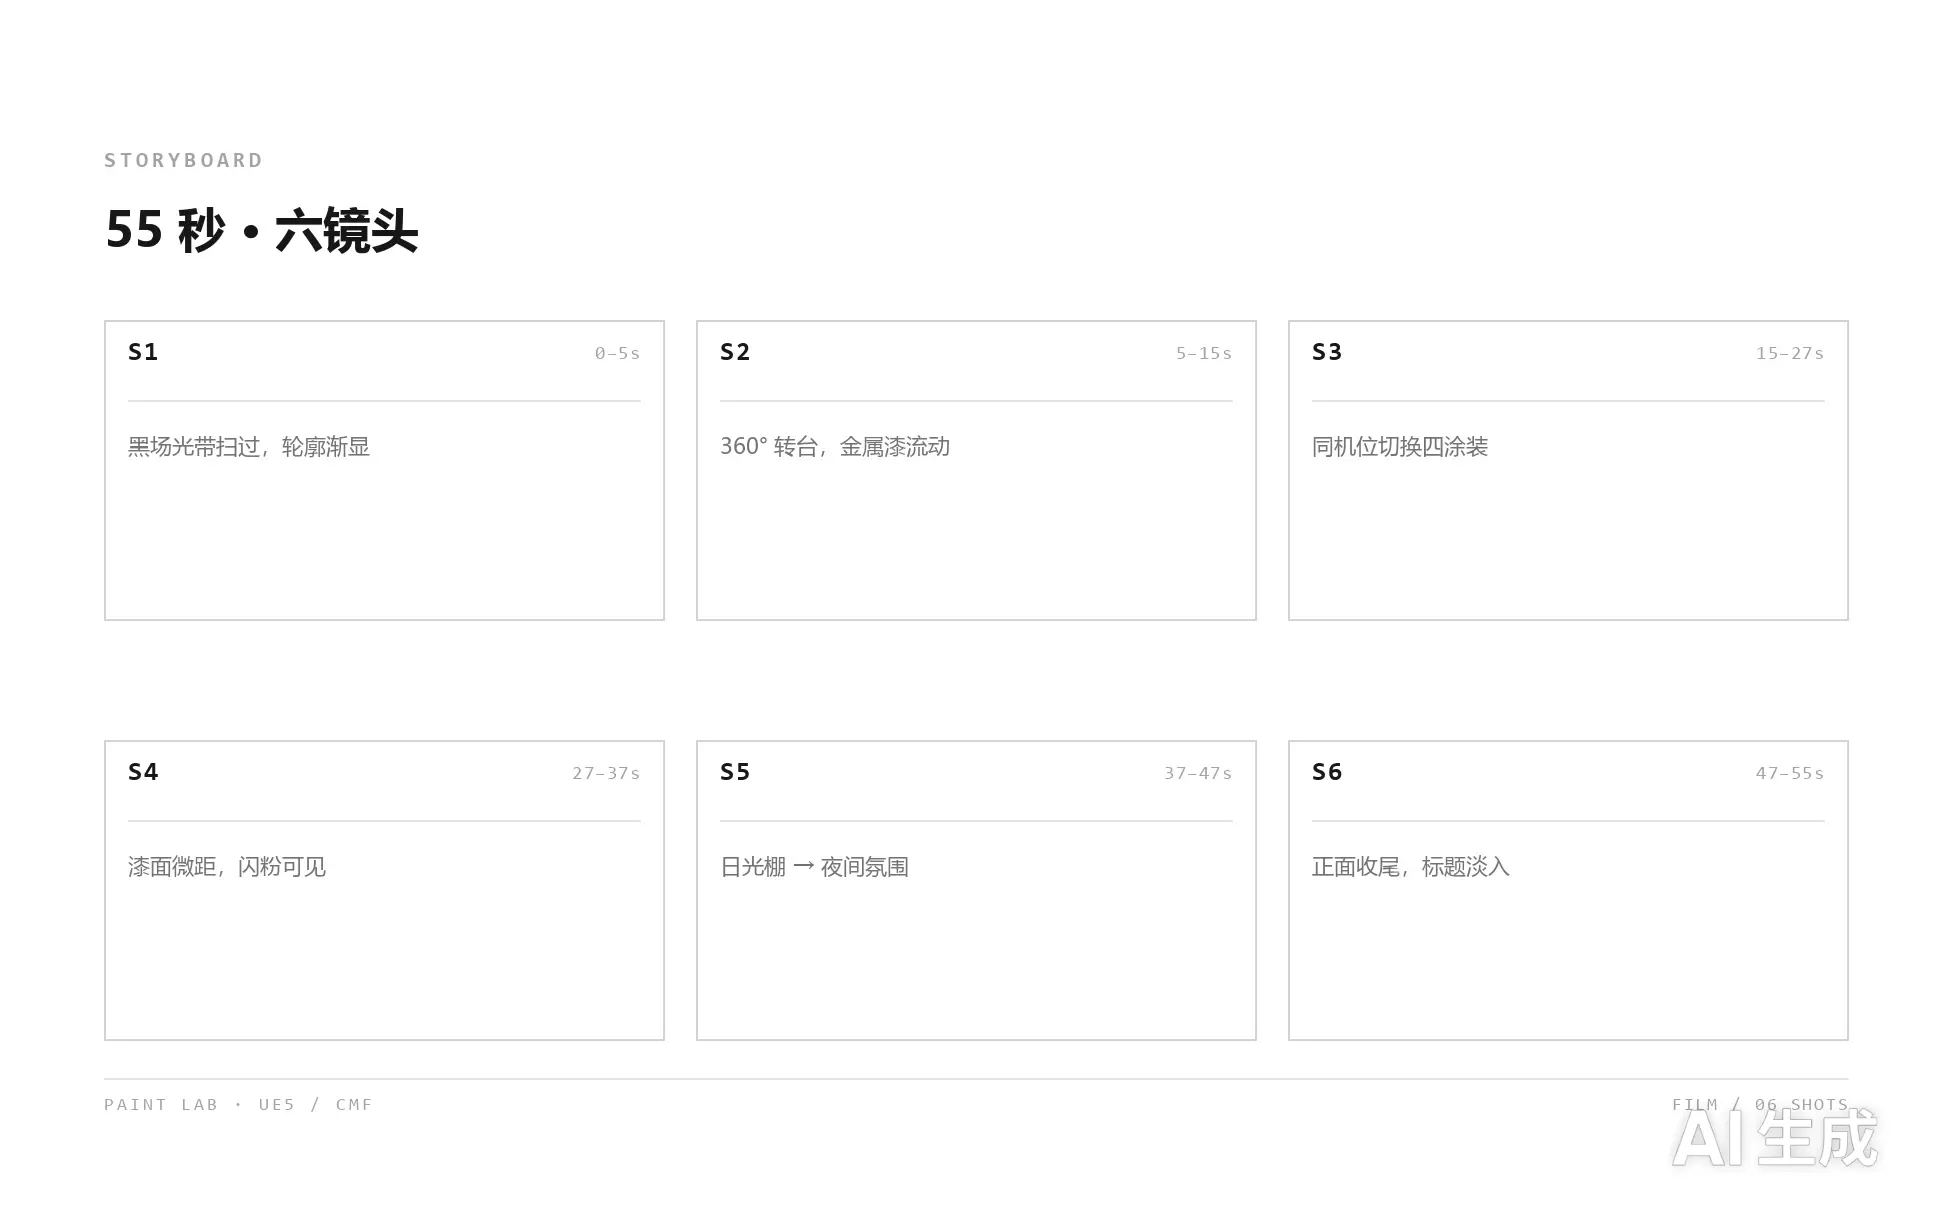 STORYBOARD
55 秒 · 六镜头
S1
0–5s
黑场光带扫过，轮廓渐显
S2
5–15s
360° 转台，金属漆流动
S3
15–27s
同机位切换四涂装
S4
27–37s
漆面微距，闪粉可见
S5
37–47s
日光棚 → 夜间氛围
S6
47–55s
正面收尾，标题淡入
PAINT LAB · UE5 / CMF
FILM / 06 SHOTS
AI 生成